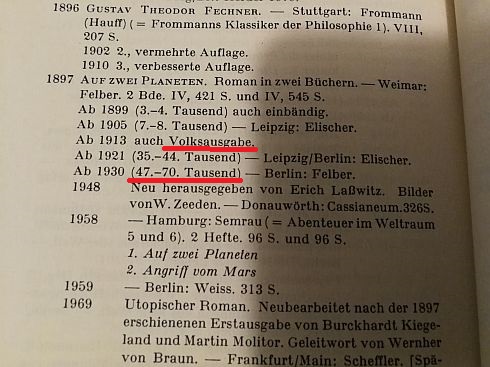 1896 GUSTAV THEODOR FECHNER. — Stuttgart: Frommann
(Hauff) (= Frommanns Klassiker der Philosophie 1). VIII,
207 S.
1902 2., vermehrte Auflage.
1910 3., verbesserte Auflage.
1897 AUF ZWEI PLANETEN. Roman in zwei Büchern. — Weimar:
Felber. 2 Bde. IV, 421 S. und IV, 545 S.
Ab 1899 (3.–4. Tausend) auch einbändig.
Ab 1905 (7.–8. Tausend) — Leipzig: Elischer.
Ab 1913 auch Volksausgabe.
Ab 1921 (35.–44. Tausend) — Leipzig/Berlin: Elischer.
Ab 1930 (47.–70. Tausend) — Berlin: Felber.
1948 Neu herausgegeben von Erich Laßwitz. Bilder
von W. Zeeden. — Donauwörth: Cassianeum. 326 S.
1958 — Hamburg: Semrau (= Abenteuer im Weltraum
5 und 6). 2 Hefte. 96 S. und 96 S.
1. Auf zwei Planeten
2. Angriff vom Mars
1959 — Berlin: Weiss. 313 S.
1969 Utopischer Roman. Neubearbeitet nach der 1897
erschienenen Erstausgabe von Burckhardt Kiege-
land und Martin Molitor. Geleitwort von Wernher
von Braun. — Frankfurt/Main: Scheffler. [Spä-